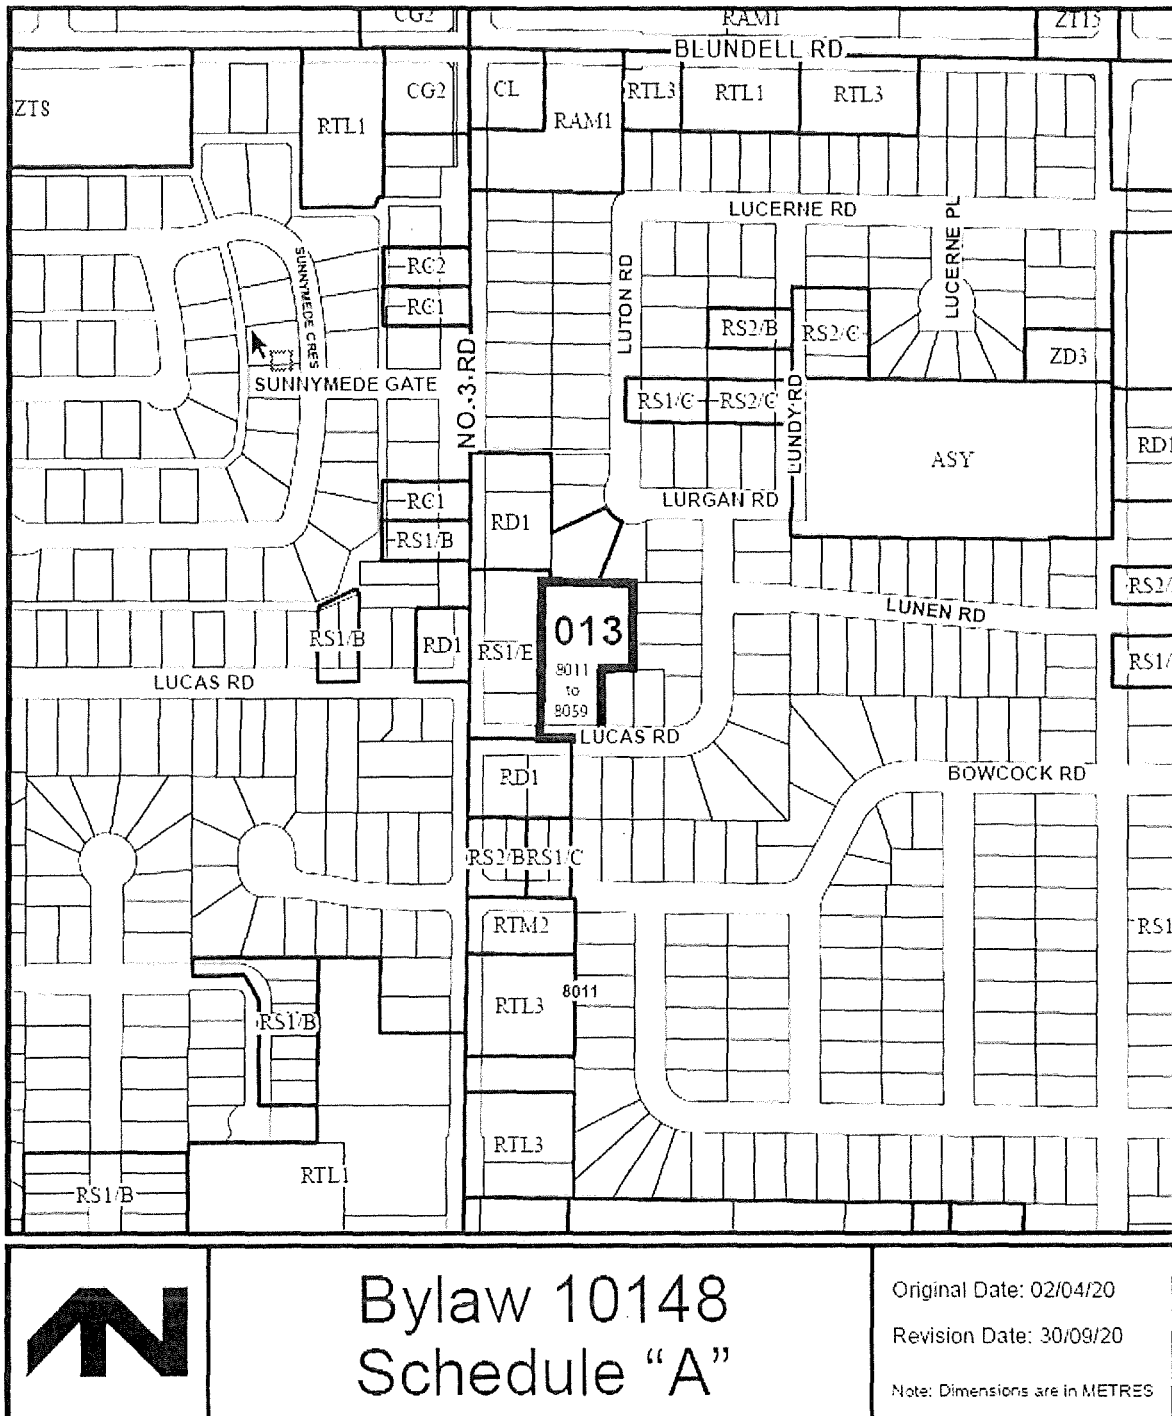 CG2
RAM1
ZT15
BLUNDELL RD
ZT8
RTL1
CG2
CL
RAM1
RTL3
RTL1
RTL3
LUCERNE RD
LUCERNE PL
SUNNYMEDE CRES
RC2
RC1
LUTON RD
RS2/B
RS2/C
ZD3
NO. 3 RD
SUNNYMEDE GATE
RS1/C
RS2/C
LUNDY RD
ASY
RD1
RC1
RS1/B
RD1
LURGAN RD
RS2/
LUNEN RD
013
8011
to
8059
RS1/B
RD1
RS1/E
RS1/
LUCAS RD
LUCAS RD
RD1
BOWCOCK RD
RS2/B
RS1/C
RTM2
RS1
RTL3
8011
RS1/B
RTL3
RTL1
RS1/B
Bylaw 10148
Schedule “A”
Original Date: 02/04/20
Revision Date: 30/09/20
Note: Dimensions are in METRES